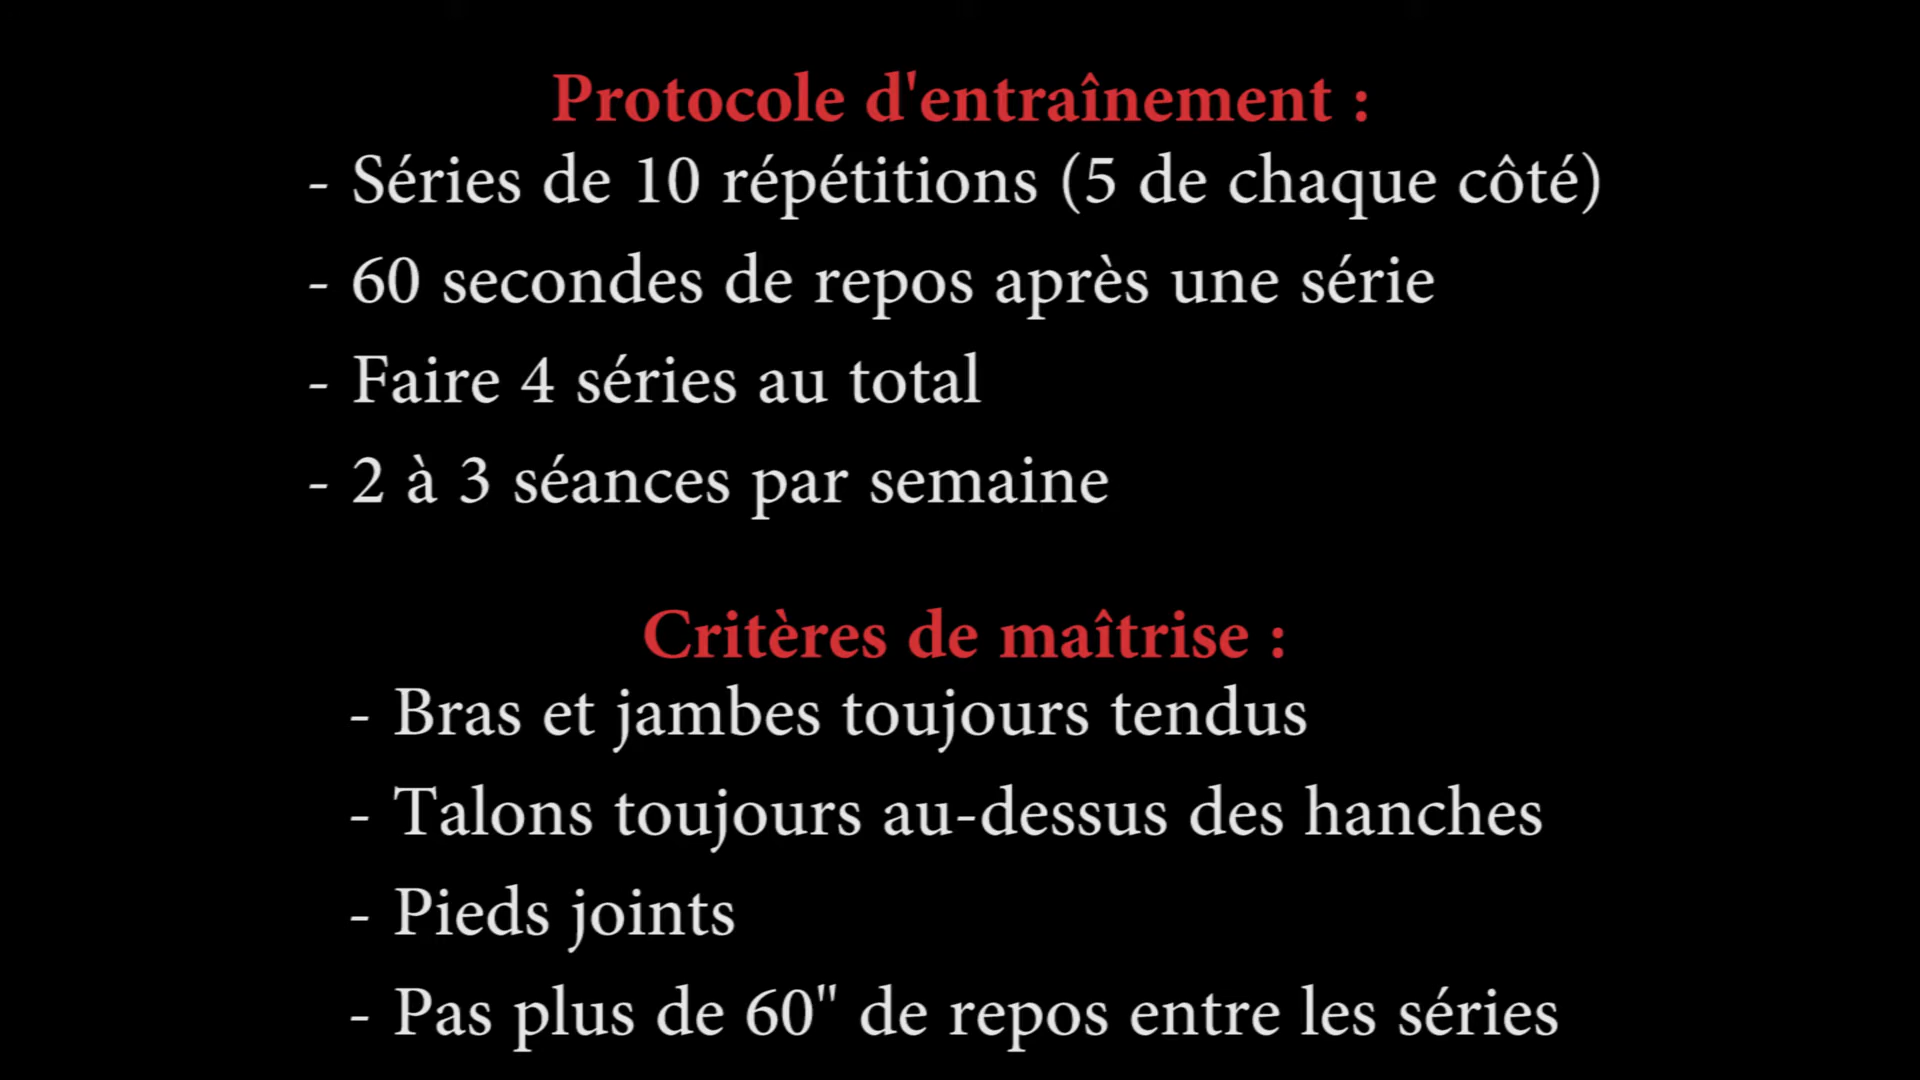 Protocole d'entraînement :
- Séries de 10 répétitions (5 de chaque côté)
- 60 secondes de repos après une série
- Faire 4 séries au total
- 2 à 3 séances par semaine
Critères de maîtrise :
- Bras et jambes toujours tendus
- Talons toujours au-dessus des hanches
- Pieds joints
- Pas plus de 60" de repos entre les séries